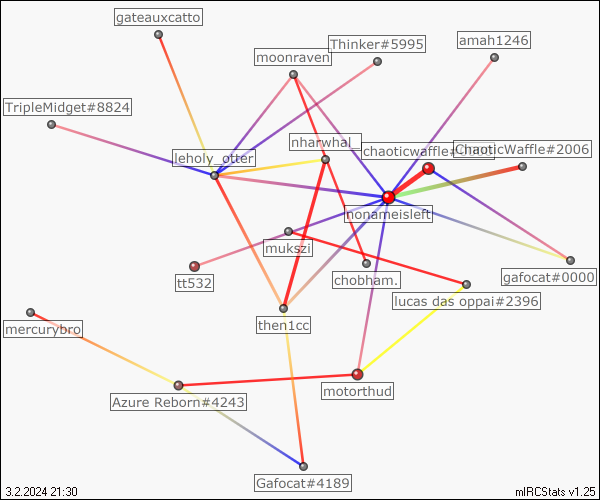 gateauxcatto
Thinker#5995
amah1246
moonraven
TripleMidget#8824
nharwhal_
chaoticwaffle#
ChaoticWaffle#2006
leholy_otter
nonameisleft
mukszi
tt532
chobham.
gafocat#0000
lucas das oppai#2396
mercurybro
then1cc
motorthud
Azure Reborn#4243
Gafocat#4189
3.2.2024 21:30
mIRCStats v1.25